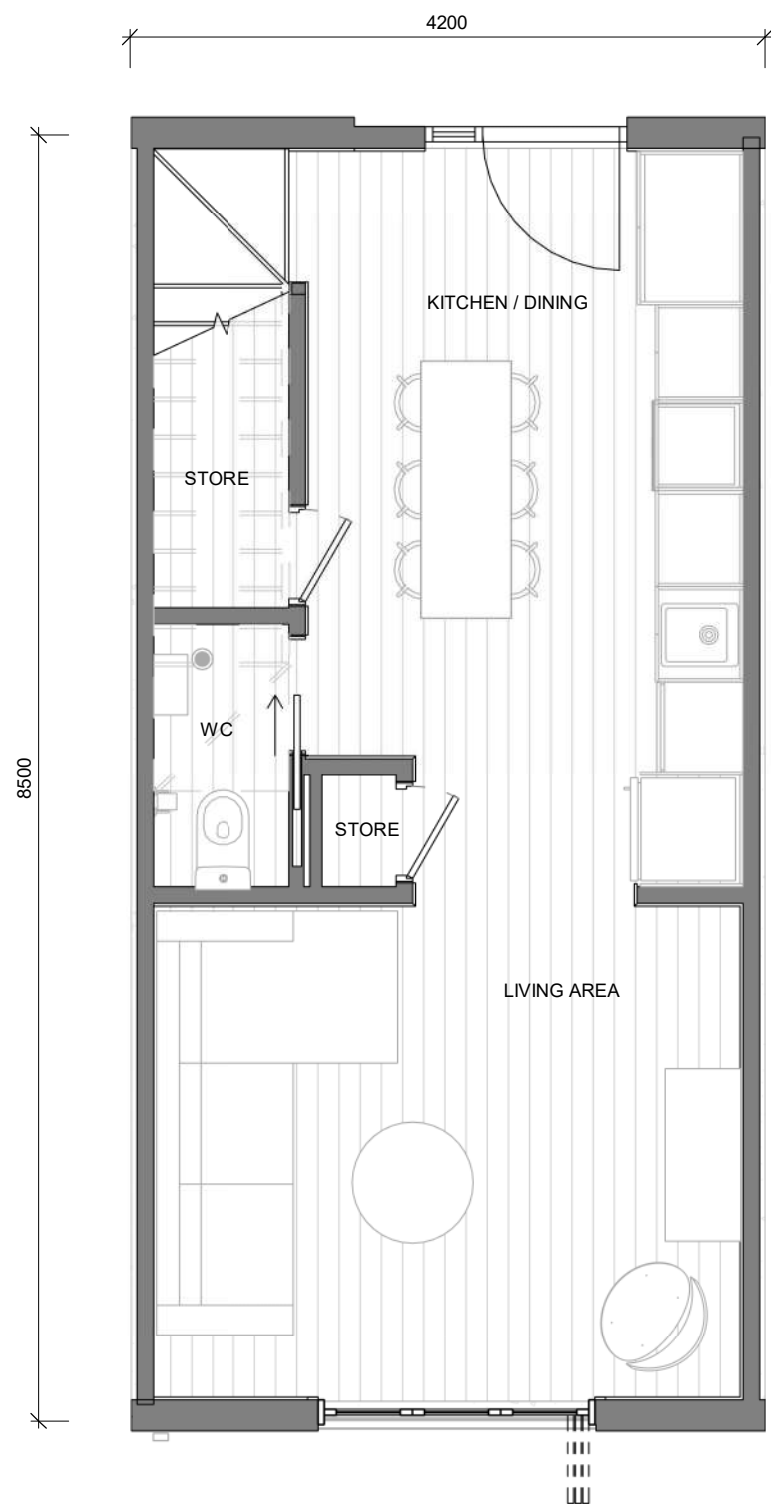 4200
KITCHEN / DINING
STORE
WC
8500
STORE
LIVING AREA